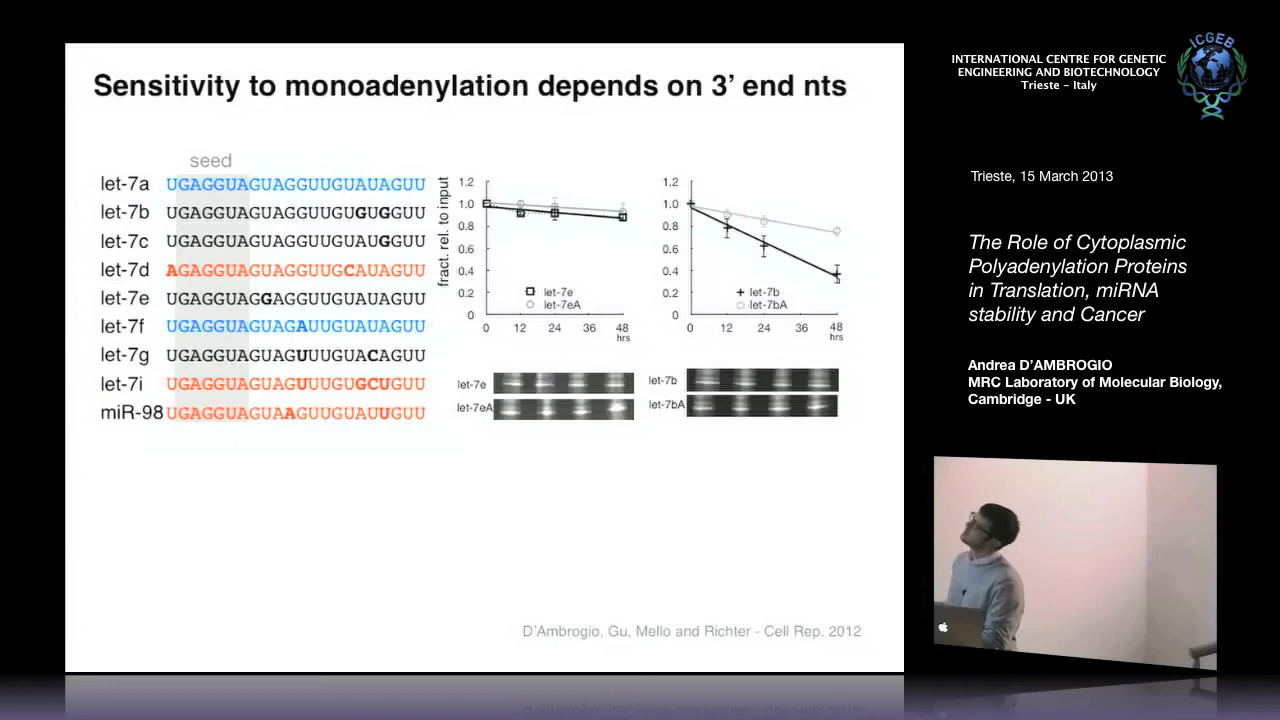 Sensitivity to monoadenylation depends on 3’ end nts
seed
let-7a UGAGGUAGUAGGUUGUAUAGUU
let-7b UGAGGUAGUAGGUUGUGUGGUU
let-7c UGAGGUAGUAGGUUGUAUGGUU
let-7d AGAGGUAGUAGGUUGCAUAGUU
let-7e UGAGGUAGGAGGUUGUAUAGUU
let-7f UGAGGUAGUAGAUUGUAUAGUU
let-7g UGAGGUAGUAGUUUGUACAGUU
let-7i UGAGGUAGUAGUUUGUGCUGUU
miR-98 UGAGGUAGUAAGUUGUAUUGUU
fract. rel. to input
1.2
1.0
0.8
0.6
0.4
0.2
0
0 12 24 36 48
hrs
let-7e
let-7eA
1.2
1.0
0.8
0.6
0.4
0.2
0
0 12 24 36 48
hrs
let-7b
let-7bA
let-7e
let-7eA
let-7b
let-7bA
D’Ambrogio, Gu, Mello and Richter - Cell Rep. 2012
INTERNATIONAL CENTRE FOR GENETIC
ENGINEERING AND BIOTECHNOLOGY
Trieste - Italy
ICGEB
Trieste, 15 March 2013
The Role of Cytoplasmic
Polyadenylation Proteins
in Translation, miRNA
stability and Cancer
Andrea D’AMBROGIO
MRC Laboratory of Molecular Biology,
Cambridge - UK